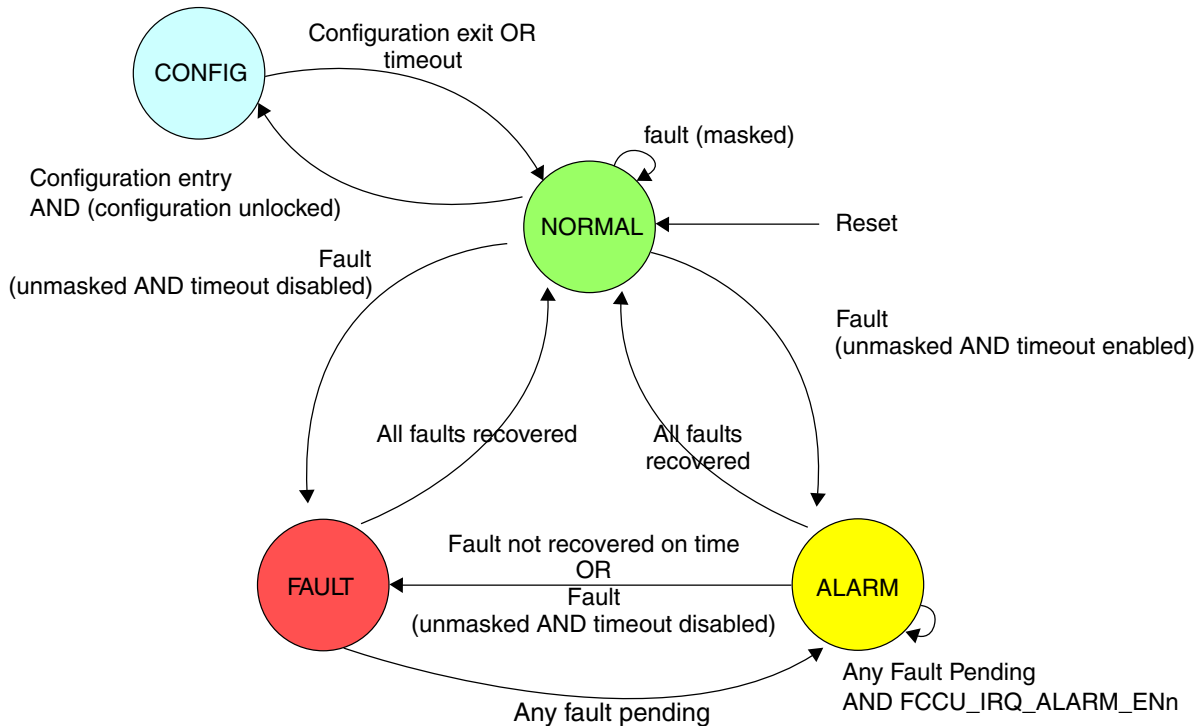 Configuration exit OR
timeout
CONFIG
fault (masked)
Configuration entry
AND (configuration unlocked)
NORMAL
Reset
Fault
(unmasked AND timeout disabled)
Fault
(unmasked AND timeout enabled)
All faults recovered
All faults
recovered
Fault not recovered on time
OR
Fault
(unmasked AND timeout disabled)
FAULT
ALARM
Any Fault Pending
AND FCCU_IRQ_ALARM_ENn
Any fault pending